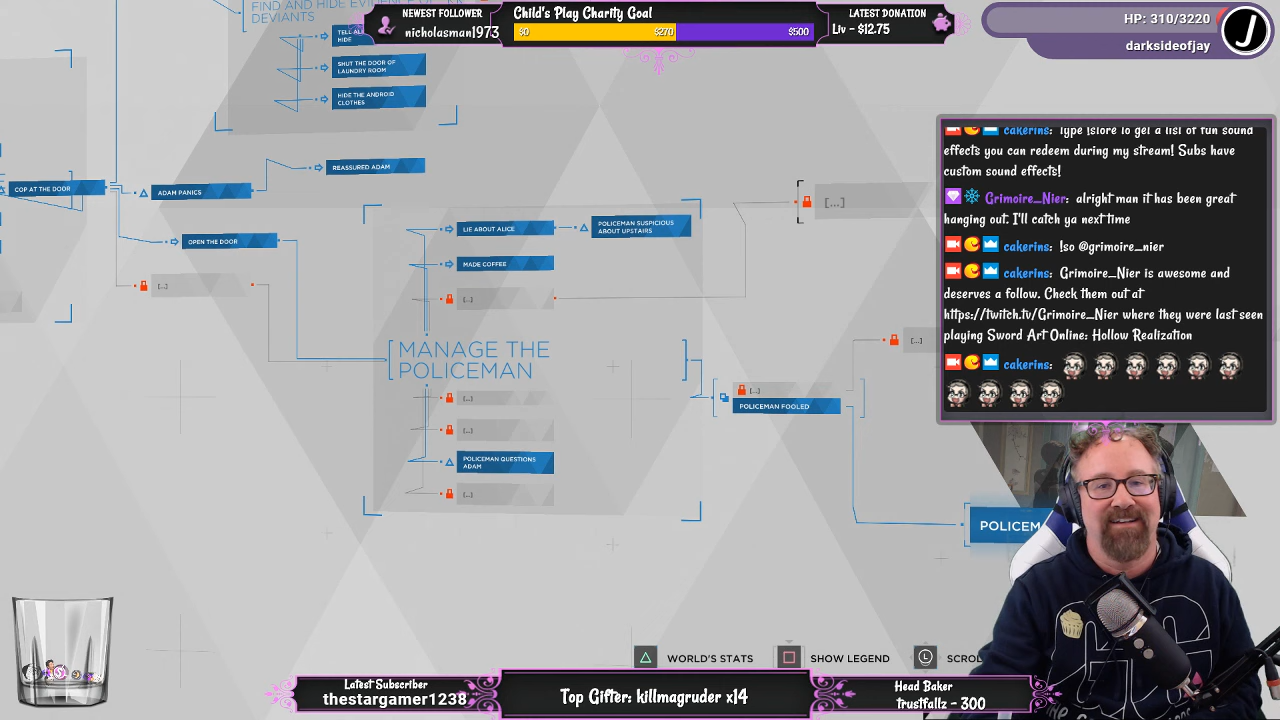 FIND AND HIDE EVIDENCE OF
DEVIANTS
TELL AL
HIDE
SHUT THE DOOR OF
LAUNDRY ROOM
HIDE THE ANDROID
CLOTHES
COP AT THE DOOR
ADAM PANICS
REASSURED ADAM
OPEN THE DOOR
[...]
LIE ABOUT ALICE
POLICEMAN SUSPICIOUS
ABOUT UPSTAIRS
MADE COFFEE
[...]
MANAGE THE
POLICEMAN
[...]
[...]
POLICEMAN QUESTIONS
ADAM
[...]
[...]
POLICEMAN FOOLED
[...]
[...]
POLICEM
WORLD'S STATS
SHOW LEGEND
L
SCROL
NEWEST FOLLOWER
nicholasman1973
Child's Play Charity Goal
$0 $270 $500
LATEST DONATION
Liv - $12.75
HP: 310/3220
darksideofjay
J
cakerins: Type !store to get a list of fun sound
effects you can redeem during my stream! Subs have
custom sound effects!
Grimoire_Nier: alright man it has been great
hanging out. I'll catch ya next time
cakerins: !so @grimoire_nier
cakerins: Grimoire_Nier is awesome and
deserves a follow. Check them out at
https://twitch.tv/Grimoire_Nier where they were last seen
playing Sword Art Online: Hollow Realization
cakerins:
Latest Subscriber
thestargamer1238
Top Gifter: killmagruder x14
Head Baker
trustfallz - 300